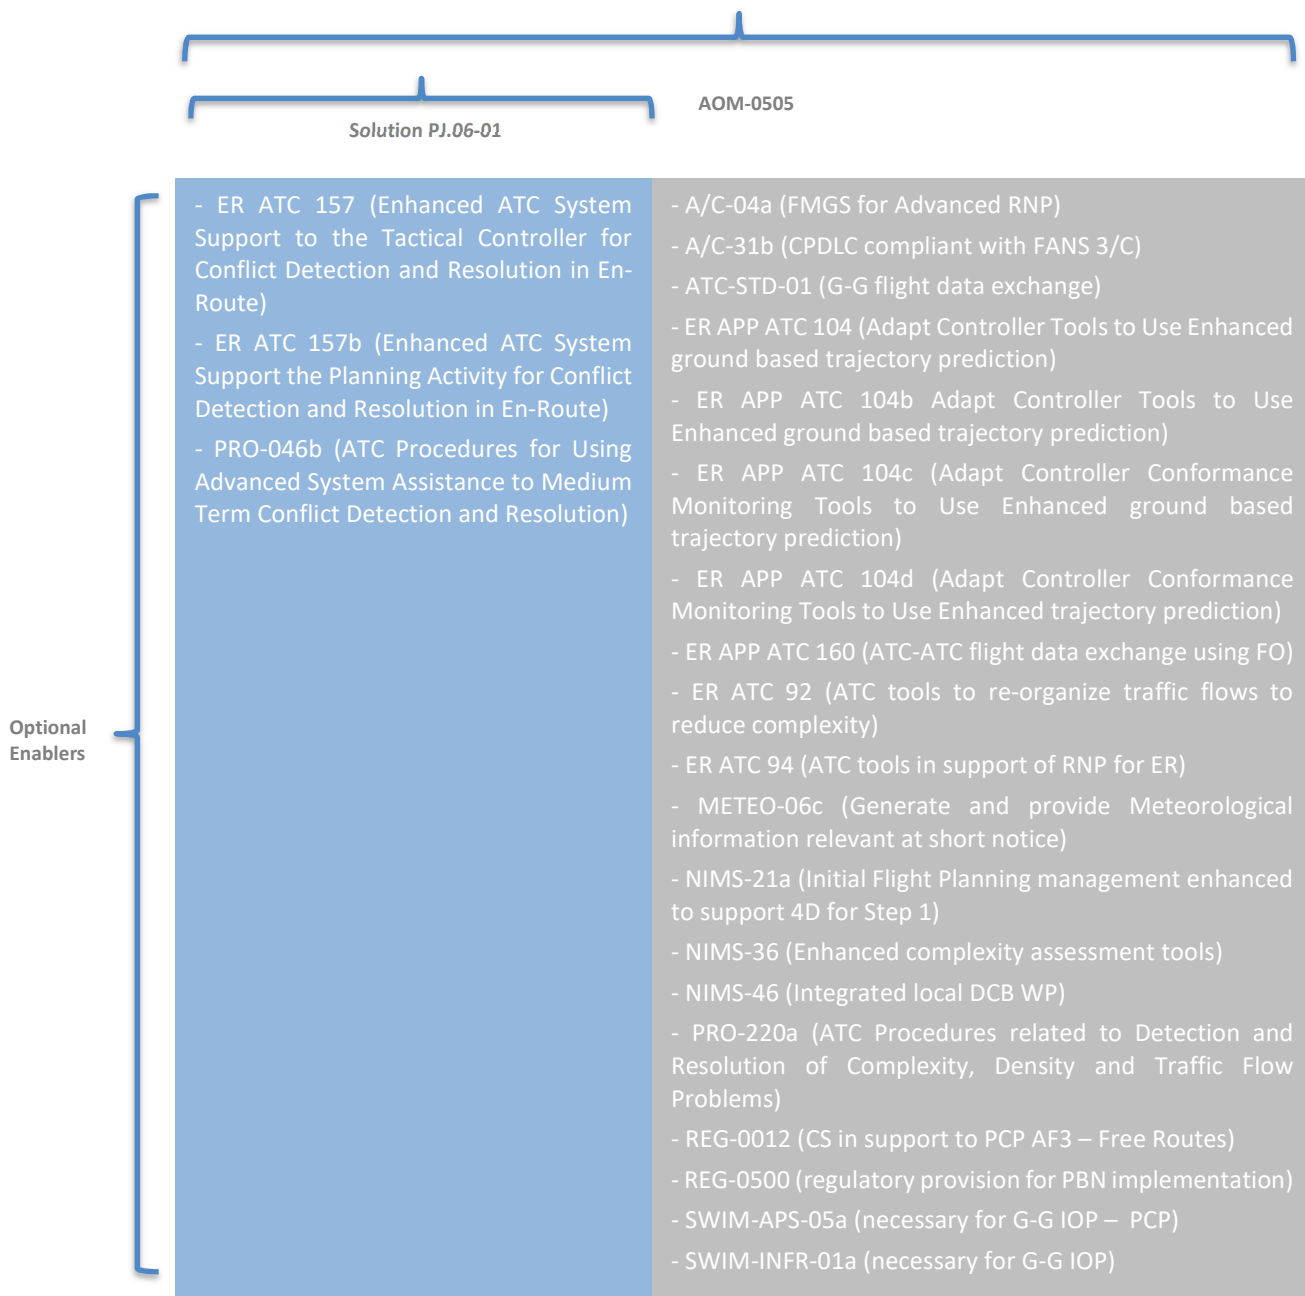 AOM-0505
Solution PJ.06-01
Optional
Enablers
- ER ATC 157 (Enhanced ATC System
Support to the Tactical Controller for
Conflict Detection and Resolution in En-
Route)
- ER ATC 157b (Enhanced ATC System
Support the Planning Activity for Conflict
Detection and Resolution in En-Route)
- PRO-046b (ATC Procedures for Using
Advanced System Assistance to Medium
Term Conflict Detection and Resolution)
- A/C-04a (FMGS for Advanced RNP)
- A/C-31b (CPDLC compliant with FANS 3/C)
- ATC-STD-01 (G-G flight data exchange)
- ER APP ATC 104 (Adapt Controller Tools to Use Enhanced
ground based trajectory prediction)
- ER APP ATC 104b Adapt Controller Tools to Use
Enhanced ground based trajectory prediction)
- ER APP ATC 104c (Adapt Controller Conformance
Monitoring Tools to Use Enhanced ground based
trajectory prediction)
- ER APP ATC 104d (Adapt Controller Conformance
Monitoring Tools to Use Enhanced trajectory prediction)
- ER APP ATC 160 (ATC-ATC flight data exchange using FO)
- ER ATC 92 (ATC tools to re-organize traffic flows to
reduce complexity)
- ER ATC 94 (ATC tools in support of RNP for ER)
- METEO-06c (Generate and provide Meteorological
information relevant at short notice)
- NIMS-21a (Initial Flight Planning management enhanced
to support 4D for Step 1)
- NIMS-36 (Enhanced complexity assessment tools)
- NIMS-46 (Integrated local DCB WP)
- PRO-220a (ATC Procedures related to Detection and
Resolution of Complexity, Density and Traffic Flow
Problems)
- REG-0012 (CS in support to PCP AF3 – Free Routes)
- REG-0500 (regulatory provision for PBN implementation)
- SWIM-APS-05a (necessary for G-G IOP – PCP)
- SWIM-INFR-01a (necessary for G-G IOP)